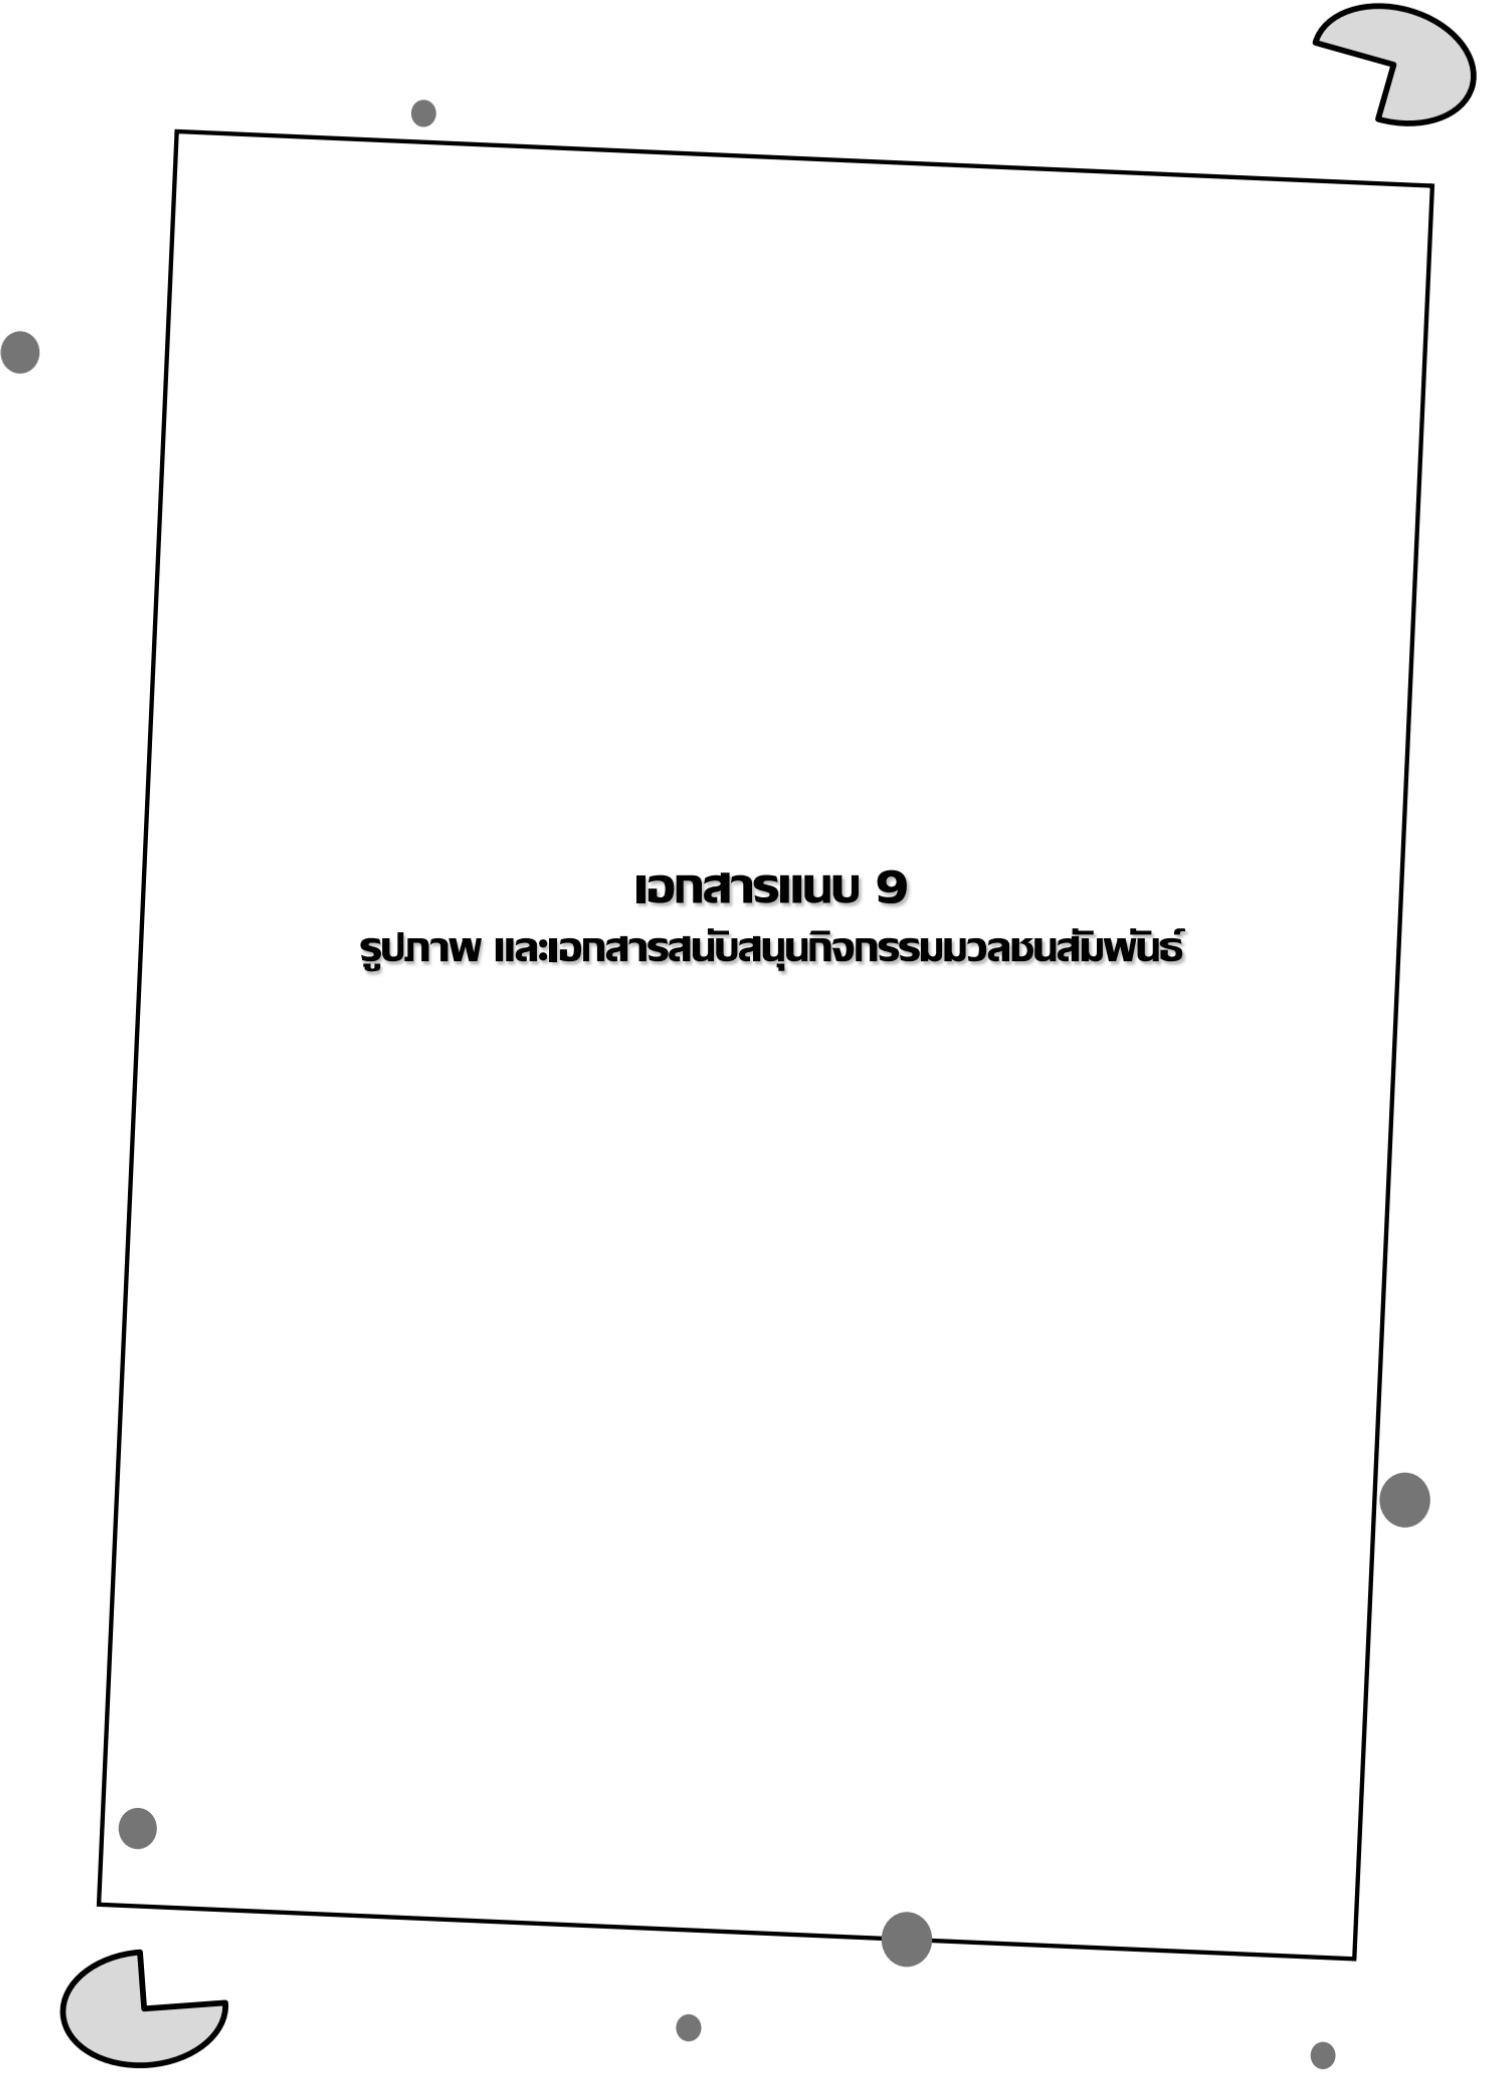 เอกสารแนบ 9
รูปภาพ และเอกสารสนับสนุนกิจกรรมมวลชนสัมพันธ์